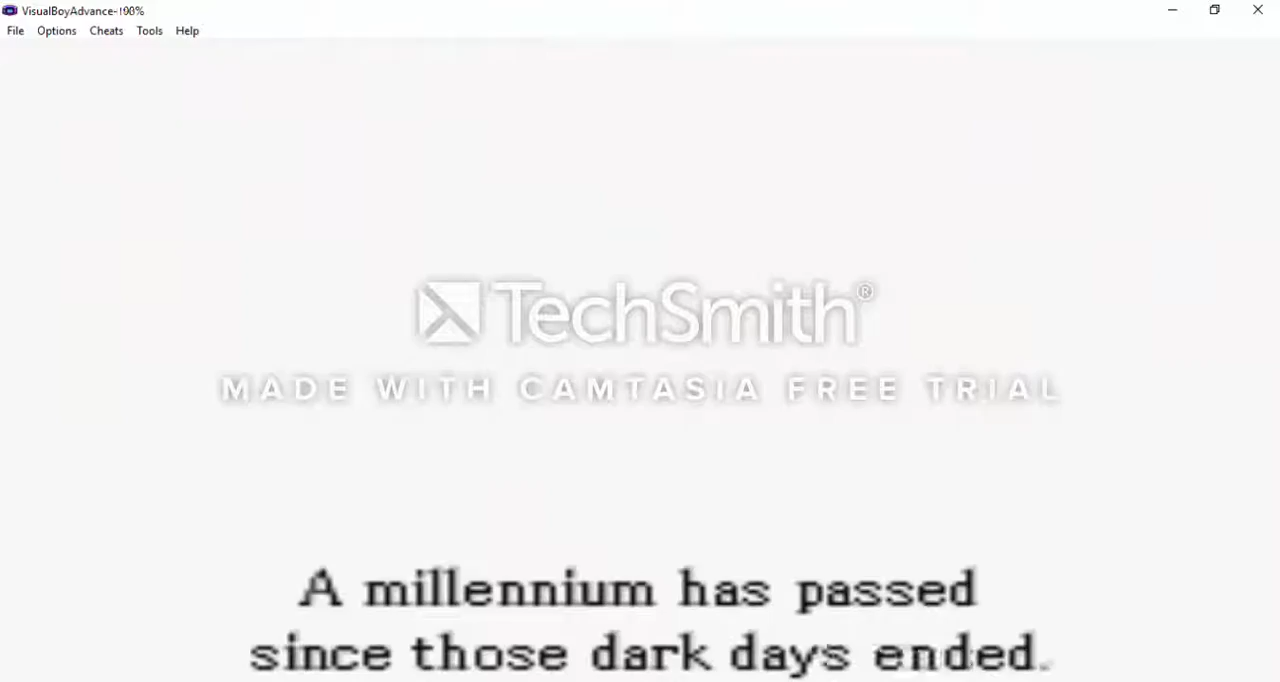 VisualBoyAdvance-
File Options Cheats Tools Help
TechSmith®
MADE WITH CAMTASIA FREE TRIAL
A millennium has passed
since those dark days ended.